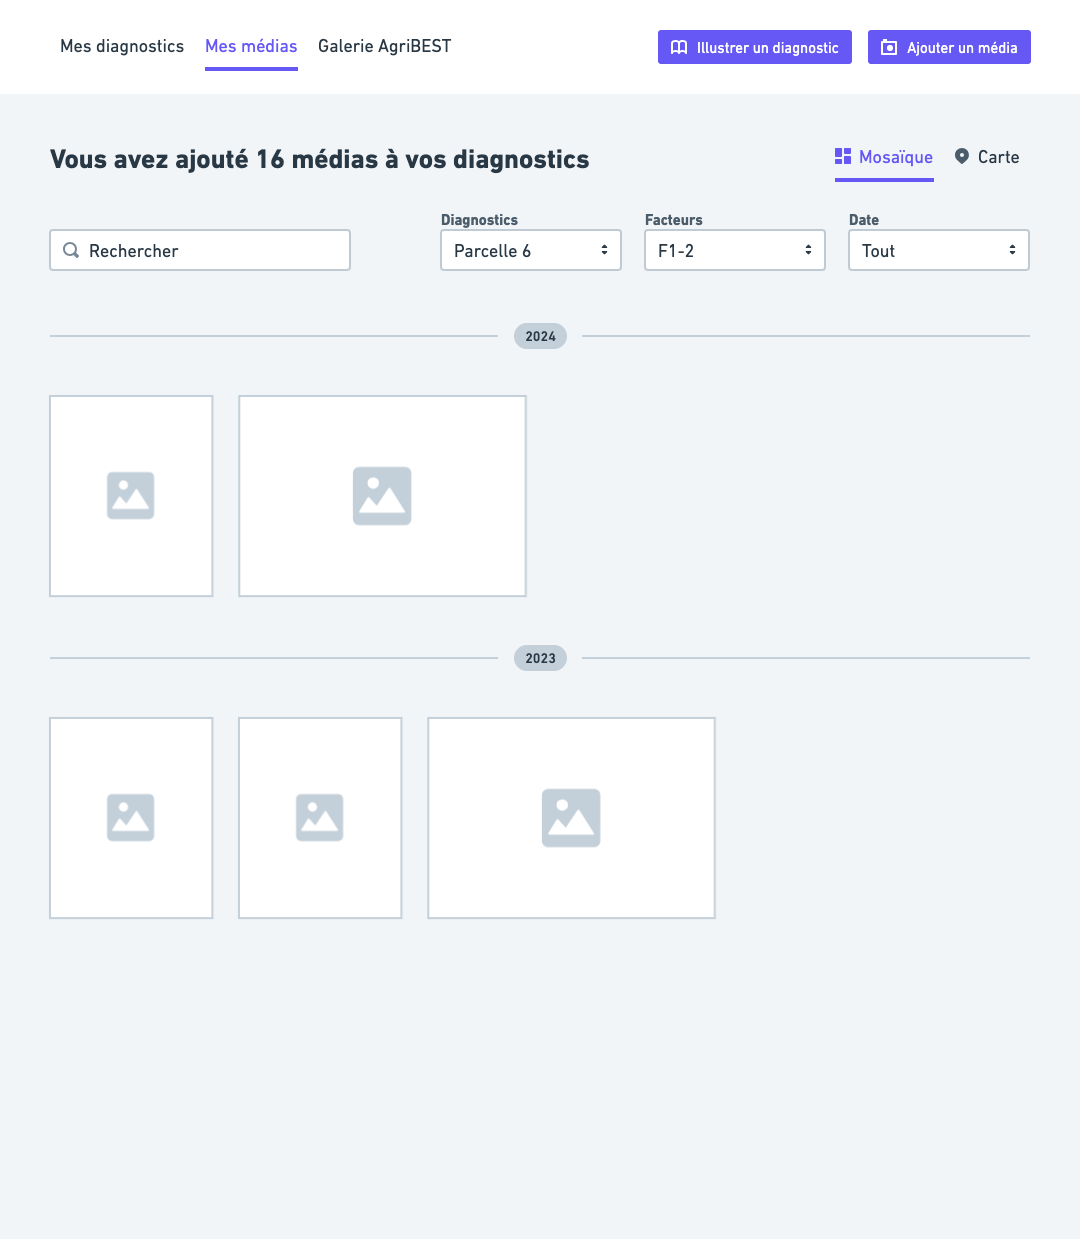 Mes diagnostics Mes médias Galerie AgriBEST Illustrer un diagnostic Ajouter un média
Vous avez ajouté 16 médias à vos diagnostics Mosaïque Carte
Diagnostics Facteurs Date
Rechercher Parcelle 6 F1-2 Tout
2024
2023